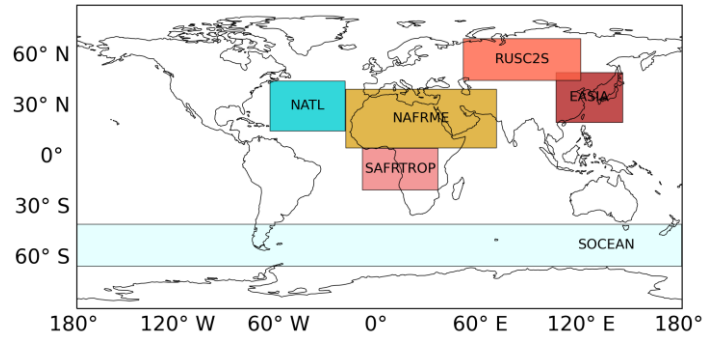 60° N
RUSC2S
30° N
NATL
NAFRME
EASIA
0°
SAFRTROP
30° S
60° S
SOCEAN
180°
120° W
60° W
0°
60° E
120° E
180°